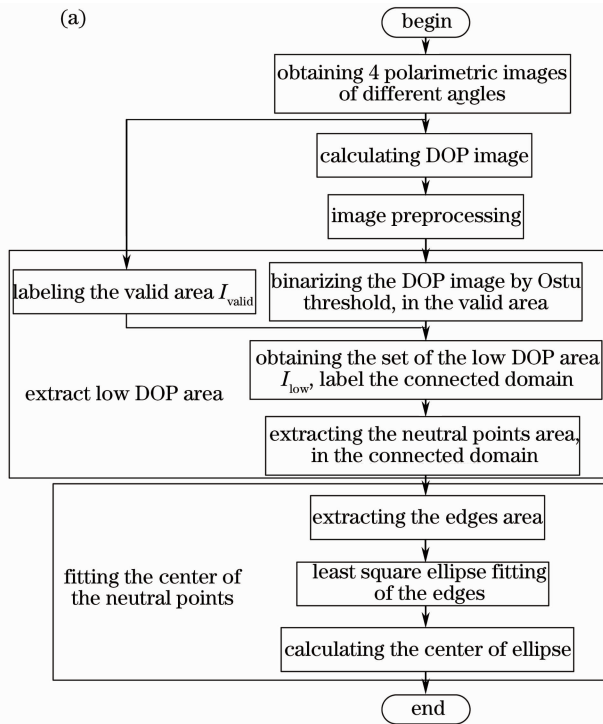 (a)
begin
obtaining 4 polarimetric images
of different angles
calculating DOP image
image preprocessing
labeling the valid area I_valid
binarizing the DOP image by Ostu
threshold, in the valid area
obtaining the set of the low DOP area
I_low, label the connected domain
extract low DOP area
extracting the neutral points area,
in the connected domain
extracting the edges area
fitting the center of
the neutral points
least square ellipse fitting
of the edges
calculating the center of ellipse
end